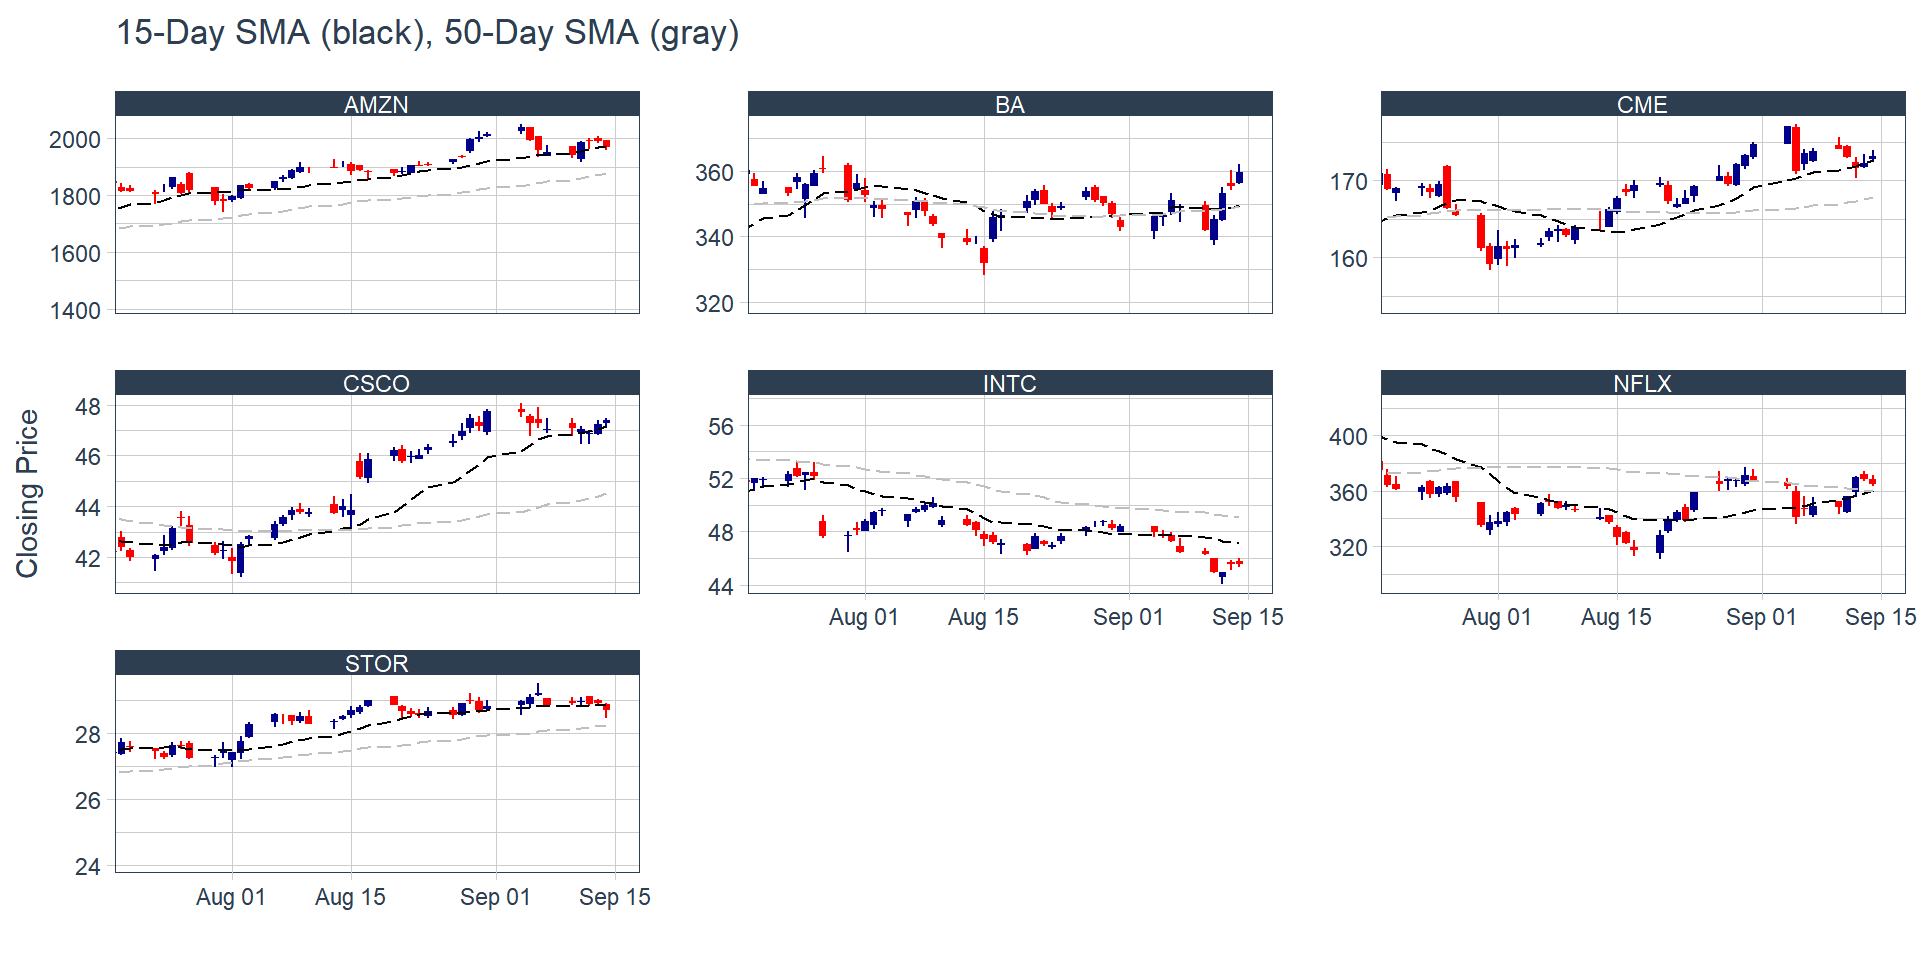 15-Day SMA (black), 50-Day SMA (gray)
Closing Price
AMZN
2000
1800
1600
1400
BA
360
340
320
CME
170
160
CSCO
48
46
44
42
INTC
56
52
48
44
Aug 01 Aug 15 Sep 01 Sep 15
NFLX
400
360
320
Aug 01 Aug 15 Sep 01 Sep 15
STOR
28
26
24
Aug 01 Aug 15 Sep 01 Sep 15